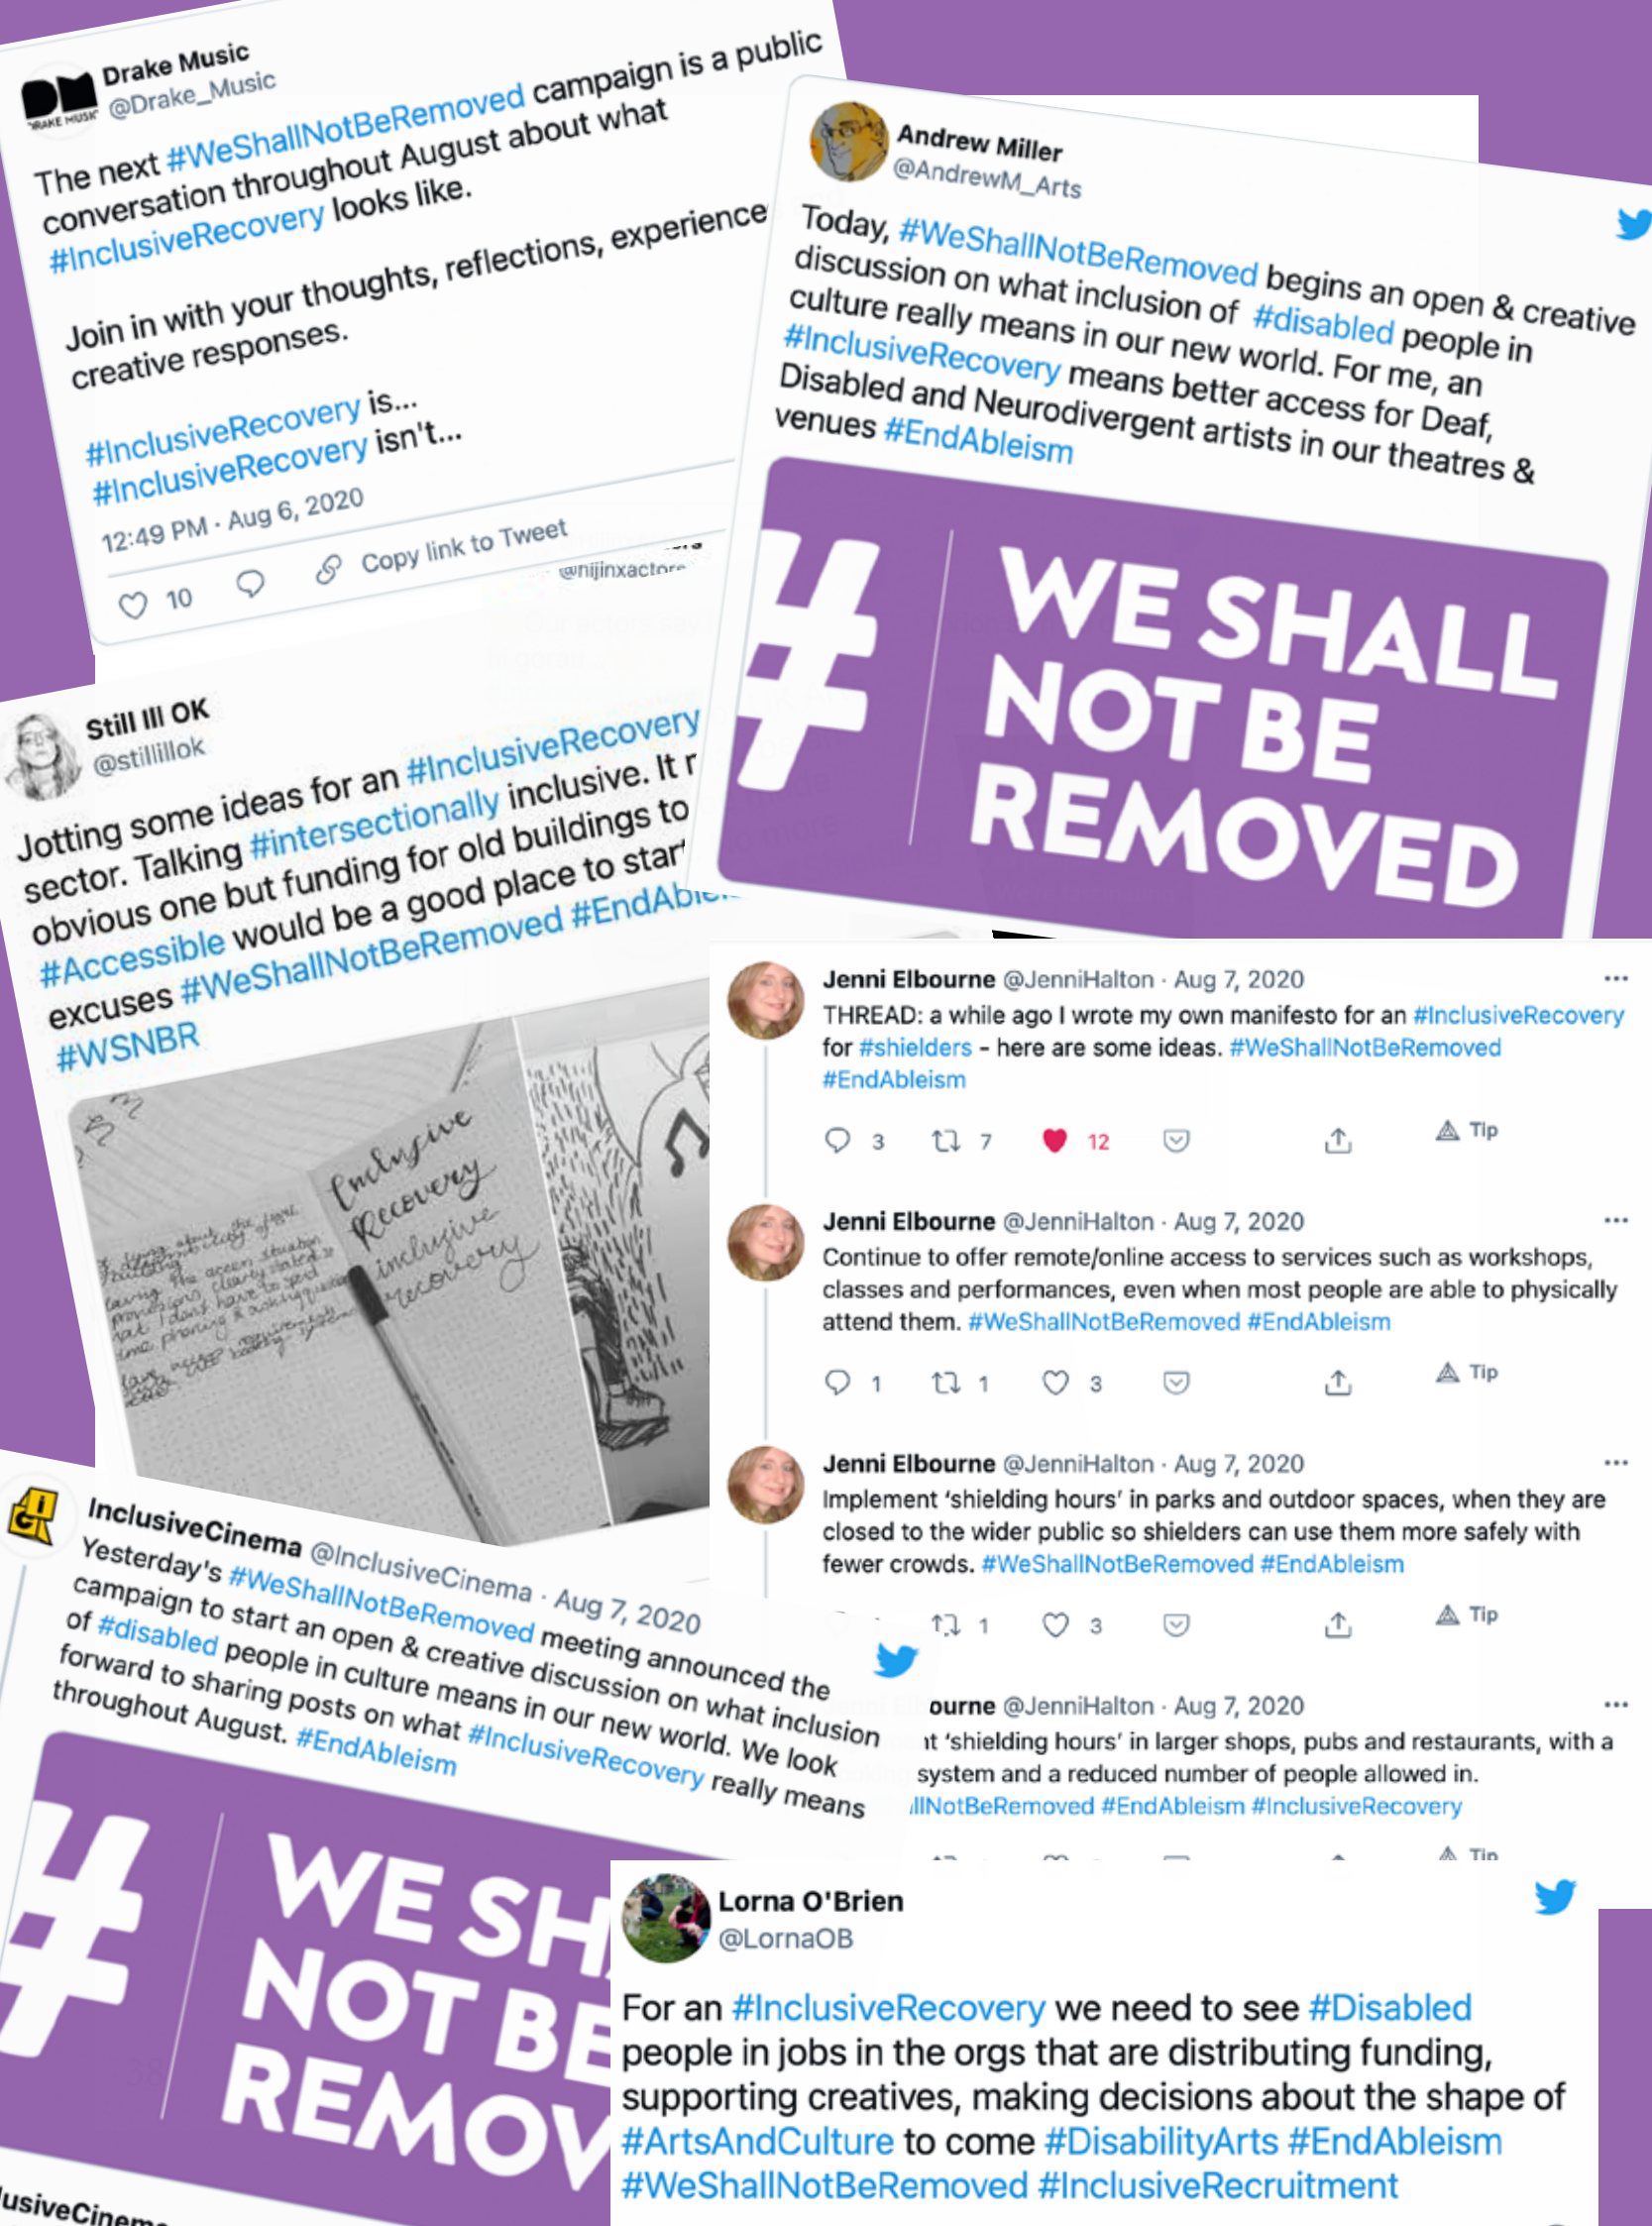 Drake Music
@Drake_Music
DRAKE MUSIC
The next #WeShallNotBeRemoved campaign is a public
conversation throughout August about what
#InclusiveRecovery looks like.
Join in with your thoughts, reflections, experience
creative responses.
#InclusiveRecovery is...
#InclusiveRecovery isn't...
12:49 PM · Aug 6, 2020
10 Copy link to Tweet
@hijinxactors
Andrew Miller
@AndrewM_Arts
Today, #WeShallNotBeRemoved begins an open & creative
discussion on what inclusion of #disabled people in
culture really means in our new world. For me, an
#InclusiveRecovery means better access for Deaf,
Disabled and Neurodivergent artists in our theatres &
venues #EndAbleism
# WE SHALL
NOT BE
REMOVED
Still Ill OK
@stillillok
Jotting some ideas for an #InclusiveRecovery
sector. Talking #intersectionally inclusive. It r
obvious one but funding for old buildings to
#Accessible would be a good place to start
excuses #WeShallNotBeRemoved #EndAble
#WSNBR
Inclusive
Recovery
inclusive
recovery
Jenni Elbourne @JenniHalton · Aug 7, 2020
THREAD: a while ago I wrote my own manifesto for an #InclusiveRecovery
for #shielders - here are some ideas. #WeShallNotBeRemoved
#EndAbleism
3 7 12 Tip
Jenni Elbourne @JenniHalton · Aug 7, 2020
Continue to offer remote/online access to services such as workshops,
classes and performances, even when most people are able to physically
attend them. #WeShallNotBeRemoved #EndAbleism
1 1 3 Tip
Jenni Elbourne @JenniHalton · Aug 7, 2020
Implement ‘shielding hours’ in parks and outdoor spaces, when they are
closed to the wider public so shielders can use them more safely with
fewer crowds. #WeShallNotBeRemoved #EndAbleism
1 3 Tip
ourne @JenniHalton · Aug 7, 2020
nt ‘shielding hours’ in larger shops, pubs and restaurants, with a
system and a reduced number of people allowed in.
llNotBeRemoved #EndAbleism #InclusiveRecovery
Tip
InclusiveCinema @InclusiveCinema · Aug 7, 2020
Yesterday's #WeShallNotBeRemoved meeting announced the
campaign to start an open & creative discussion on what inclusion
of #disabled people in culture means in our new world. We look
forward to sharing posts on what #InclusiveRecovery really means
throughout August. #EndAbleism
# WE SH
NOT BE
REMOV
lusiveCinema
Lorna O'Brien
@LornaOB
For an #InclusiveRecovery we need to see #Disabled
people in jobs in the orgs that are distributing funding,
supporting creatives, making decisions about the shape of
#ArtsAndCulture to come #DisabilityArts #EndAbleism
#WeShallNotBeRemoved #InclusiveRecruitment